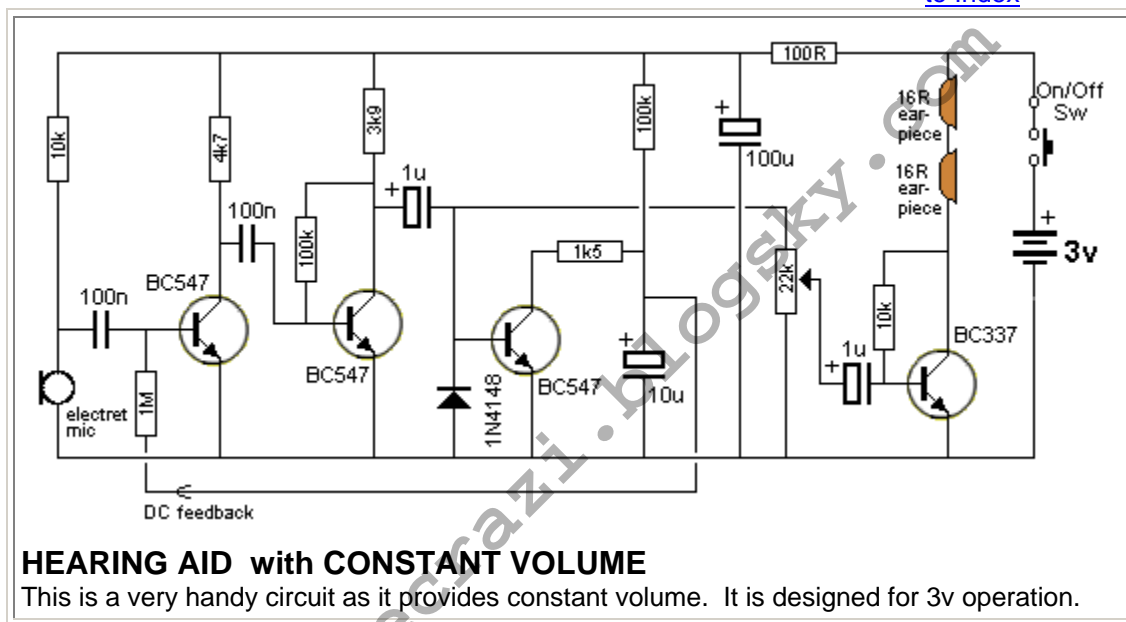 to Index
100R
10k
4k7
3k9
100k
+
100u
16R
ear-
piece
On/Off
Sw
16R
ear-
piece
+
3v
1u
+
100n
100k
1k5
22k
BC547
100n
10k
BC337
1u
+
BC547
BC547
+
10u
1N4148
electret
mic
1M
DC feedback
ecrazi.blogsky.com
HEARING AID with CONSTANT VOLUME
This is a very handy circuit as it provides constant volume. It is designed for 3v operation.